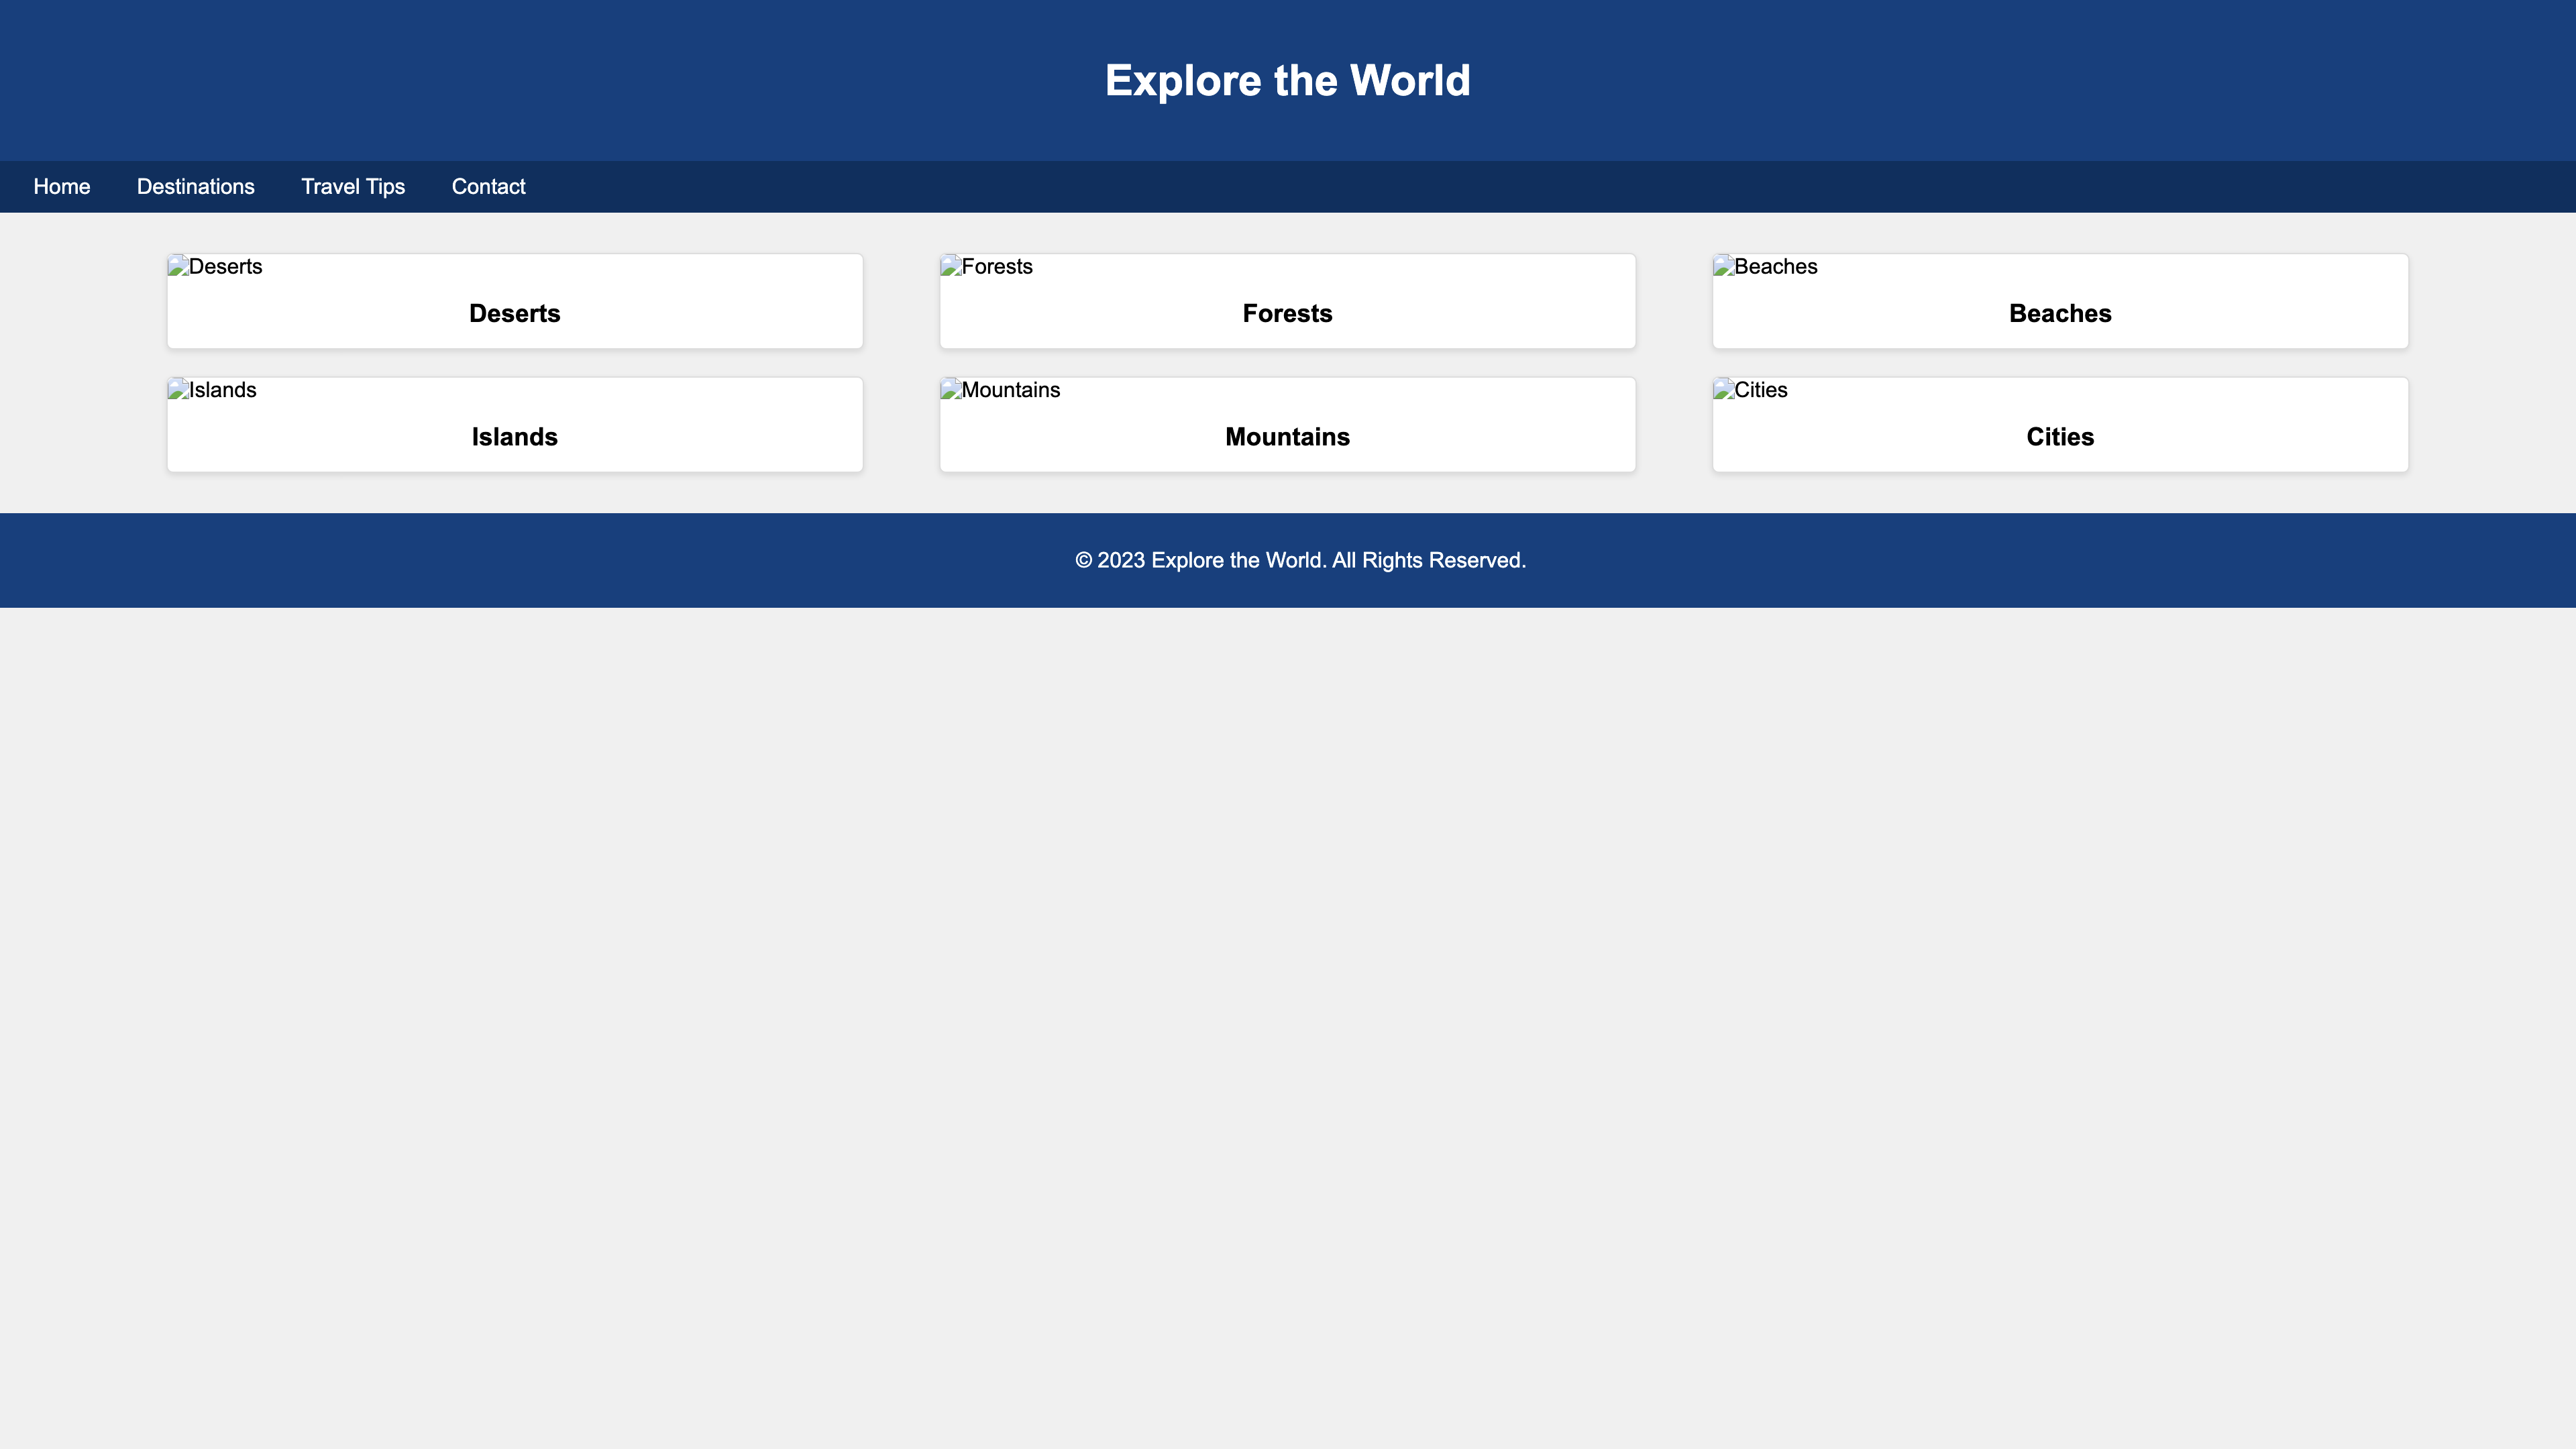 Explore the World
Home Destinations Travel Tips Contact
Deserts Forests Beaches
Deserts Forests Beaches
Islands Mountains Cities
Islands Mountains Cities
© 2023 Explore the World. All Rights Reserved.